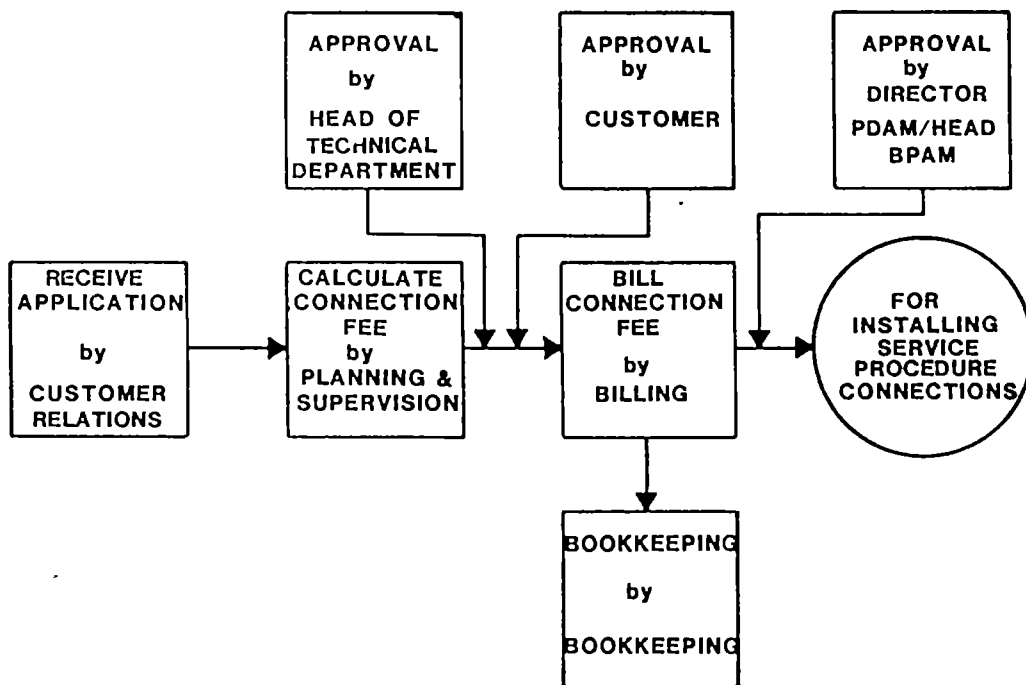 APPROVAL
by
HEAD OF
TECHNICAL
DEPARTMENT
APPROVAL
by
CUSTOMER
APPROVAL
by
DIRECTOR
PDAM/HEAD
BPAM
RECEIVE
APPLICATION
by
CUSTOMER
RELATIONS
CALCULATE
CONNECTION
FEE
by
PLANNING &
SUPERVISION
BILL
CONNECTION
FEE
by
BILLING
FOR
INSTALLING
SERVICE
PROCEDURE
CONNECTIONS
BOOKKEEPING
by
BOOKKEEPING